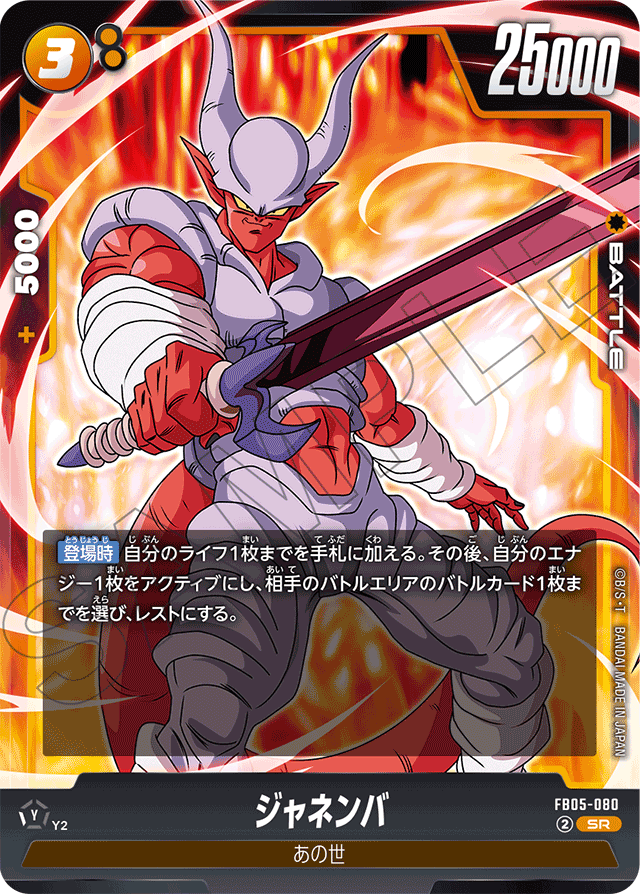 3
25000
+ 5000
BATTLE
SAMPLE
登場時 自分のライフ1枚までを手札に加える。その後、自分のエナ
ジー1枚をアクティブにし、相手のバトルエリアのバトルカード1枚ま
でを選び、レストにする。
©B/S・T BANDAI MADE IN JAPAN
Y
Y2
ジャネンバ
FB05-080
2 SR
あの世